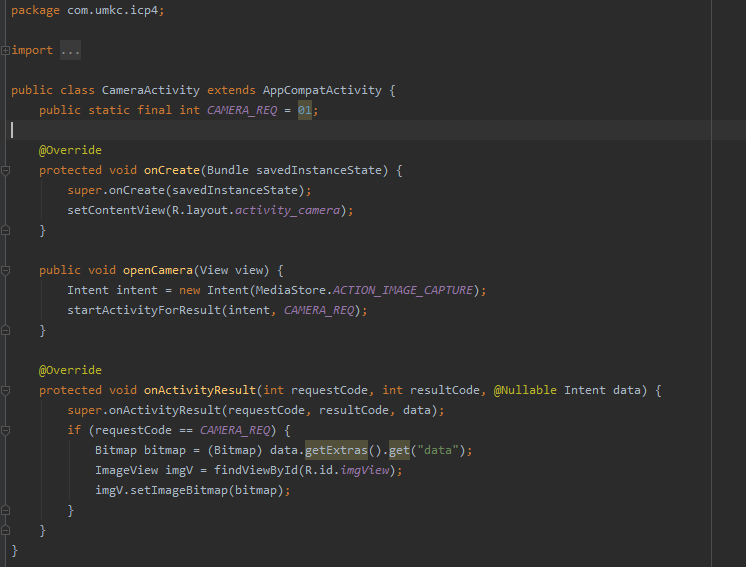 package com.umkc.icp4;
import ...
public class CameraActivity extends AppCompatActivity {
public static final int CAMERA_REQ = 01;
@Override
protected void onCreate(Bundle savedInstanceState) {
super.onCreate(savedInstanceState);
setContentView(R.layout.activity_camera);
}
public void openCamera(View view) {
Intent intent = new Intent(MediaStore.ACTION_IMAGE_CAPTURE);
startActivityForResult(intent, CAMERA_REQ);
}
@Override
protected void onActivityResult(int requestCode, int resultCode, @Nullable Intent data) {
super.onActivityResult(requestCode, resultCode, data);
if (requestCode == CAMERA_REQ) {
Bitmap bitmap = (Bitmap) data.getExtras().get("data");
ImageView imgV = findViewById(R.id.imgView);
imgV.setImageBitmap(bitmap);
}
}
}